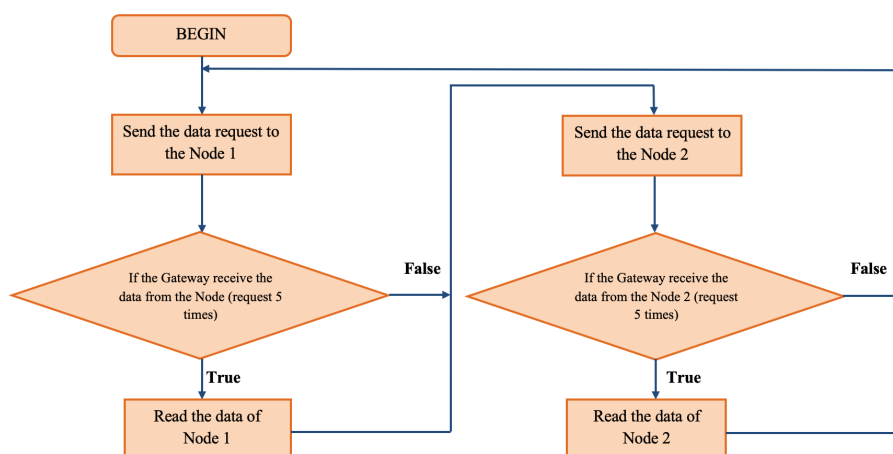 BEGIN
Send the data request to
the Node 1
If the Gateway receive the
data from the Node (request 5
times)
False
True
Read the data of
Node 1
Send the data request to
the Node 2
If the Gateway receive the
data from the Node 2 (request
5 times)
False
True
Read the data of
Node 2